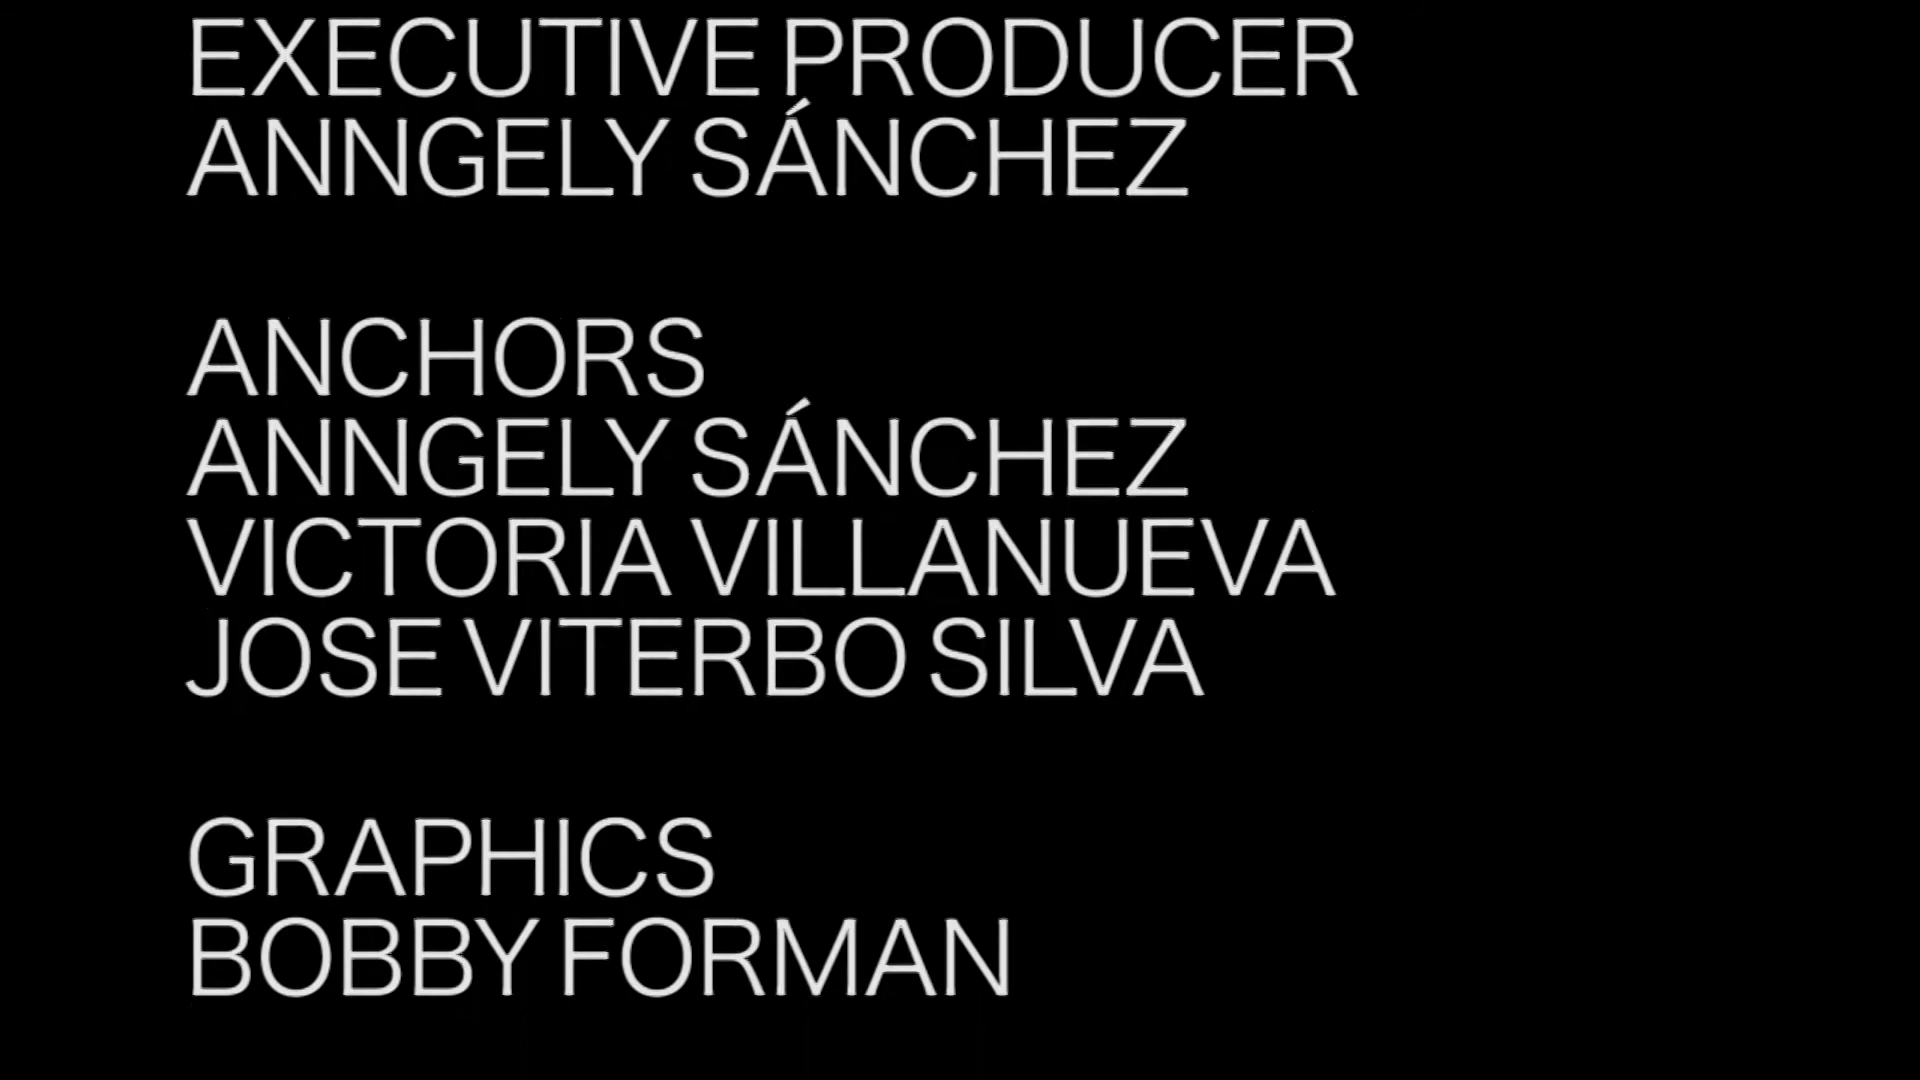 EXECUTIVE PRODUCER
ANNGELY SÁNCHEZ
ANCHORS
ANNGELY SÁNCHEZ
VICTORIA VILLANUEVA
JOSE VITERBO SILVA
GRAPHICS
BOBBY FORMAN